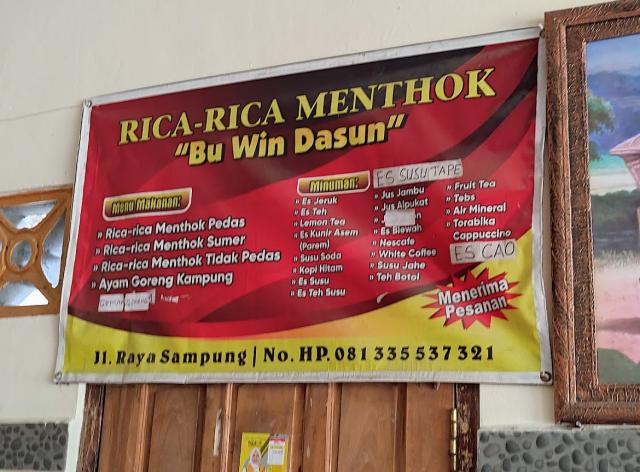 RICA-RICA MENTHOK
"Bu Win Dasun"
Menu Makanan:
» Rica-rica Menthok Pedas
» Rica-rica Menthok Sumer
» Rica-rica Menthok Tidak Pedas
» Ayam Goreng Kampung
Minuman:
» Es Jeruk
» Es Teh
» Lemon Tea
» Es Kunir Asem
(Parem)
» Susu Soda
» Kopi Hitam
» Es Susu
» Es Teh Susu
ES SUSU TAPE
» Jus Jambu
» Jus Alpukat
» Es Blewah
» Nescafe
» White Coffee
» Susu Jahe
» Teh Botol
» Fruit Tea
» Tebs
» Air Mineral
» Torabika
Cappuccino
ES CAO
Menerima
Pesanan
Jl. Raya Sampung | No. HP. 081 335 537 321